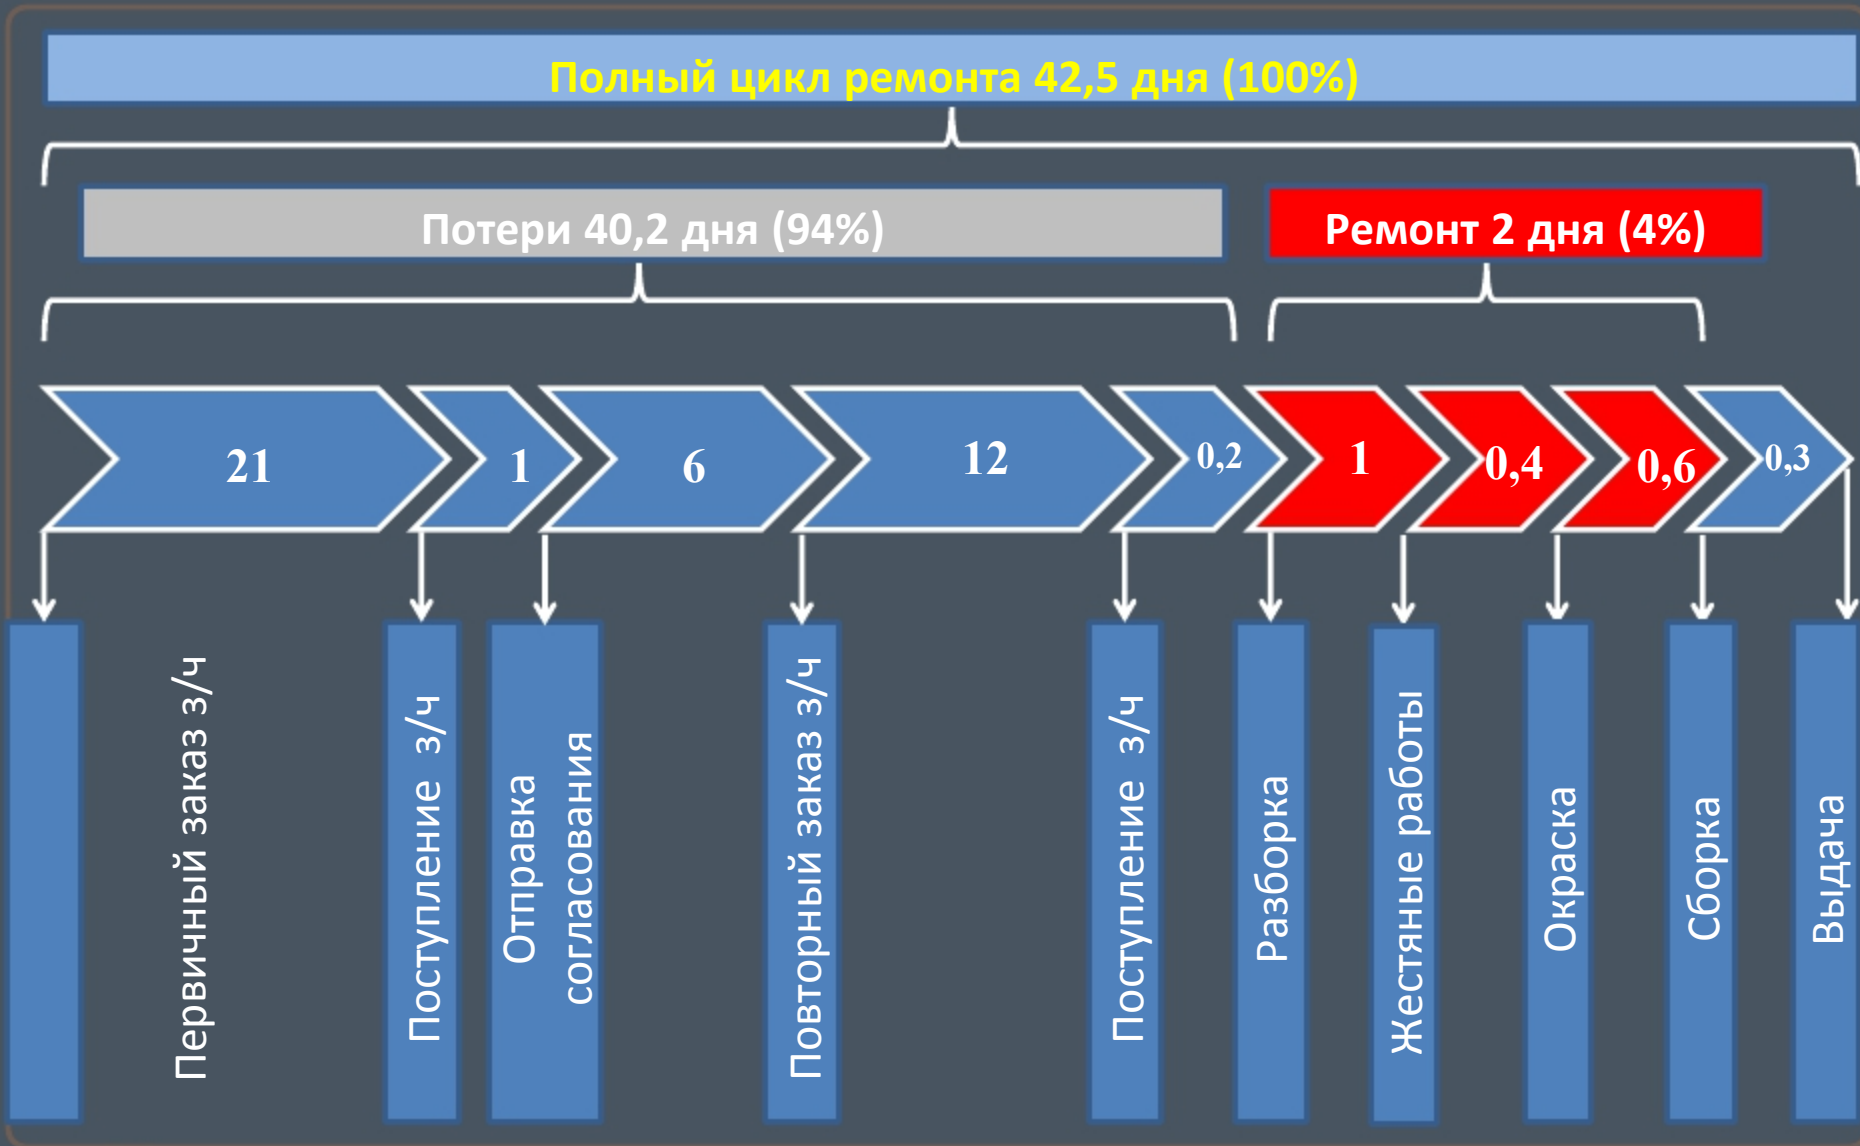 Полный цикл ремонта 42,5 дня (100%)
Потери 40,2 дня (94%)
Ремонт 2 дня (4%)
21
1
6
12
0,2
1
0,4
0,6
0,3
Первичный заказ з/ч
Поступление з/ч
Отправка
согласования
Повторный заказ з/ч
Поступление з/ч
Разборка
Жестяные работы
Окраска
Сборка
Выдача